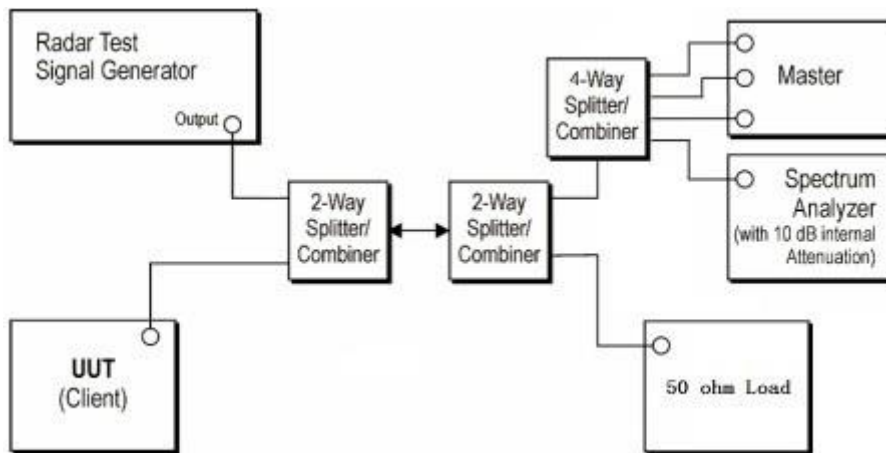 Radar Test
Signal Generator
Output
4-Way
Splitter/
Combiner
Master
2-Way
Splitter/
Combiner
2-Way
Splitter/
Combiner
Spectrum
Analyzer
(with 10 dB internal
Attenuation)
UUT
(Client)
50 ohm Load